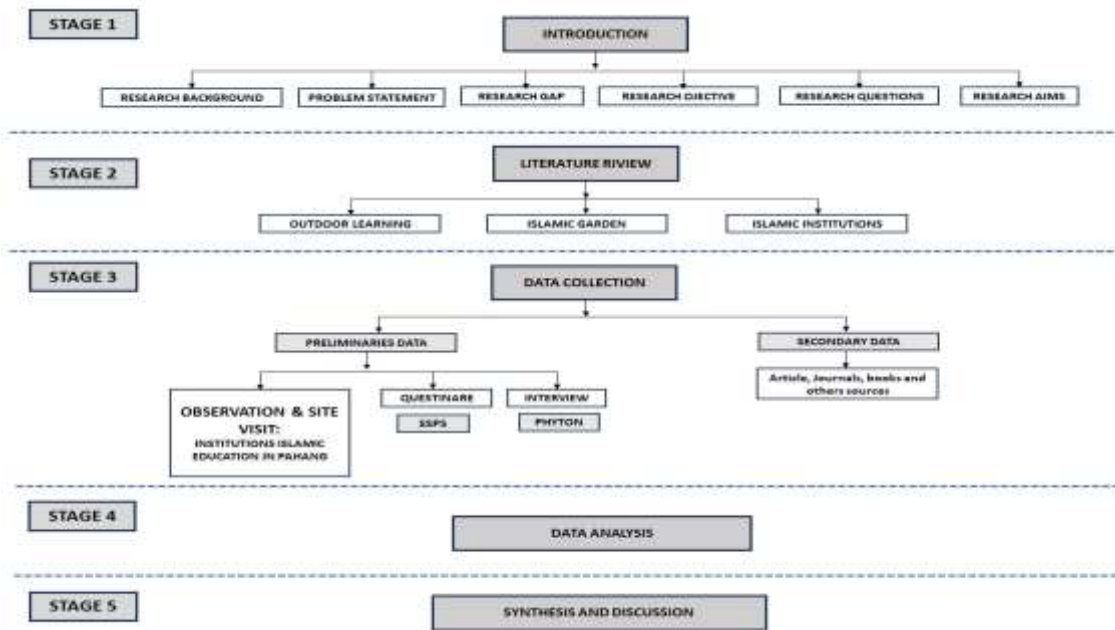 STAGE 1
INTRODUCTION
RESEARCH BACKGROUND
PROBLEM STATEMENT
RESEARCH GAP
RESEARCH OJECTIVE
RESEARCH QUESTIONS
RESEARCH AIMS
STAGE 2
LITERATURE RIVIEW
OUTDOOR LEARNING
ISLAMIC GARDEN
ISLAMIC INSTITUTIONS
STAGE 3
DATA COLLECTION
PRELIMINARIES DATA
SECONDARY DATA
OBSERVATION & SITE
VISIT:
INSTITUTIONS ISLAMIC
EDUCATION IN PAHANG
QUESTINARE
SSPS
INTERVIEW
PHYTON
Article, Journals, books and
others sources
STAGE 4
DATA ANALYSIS
STAGE 5
SYNTHESIS AND DISCUSSION